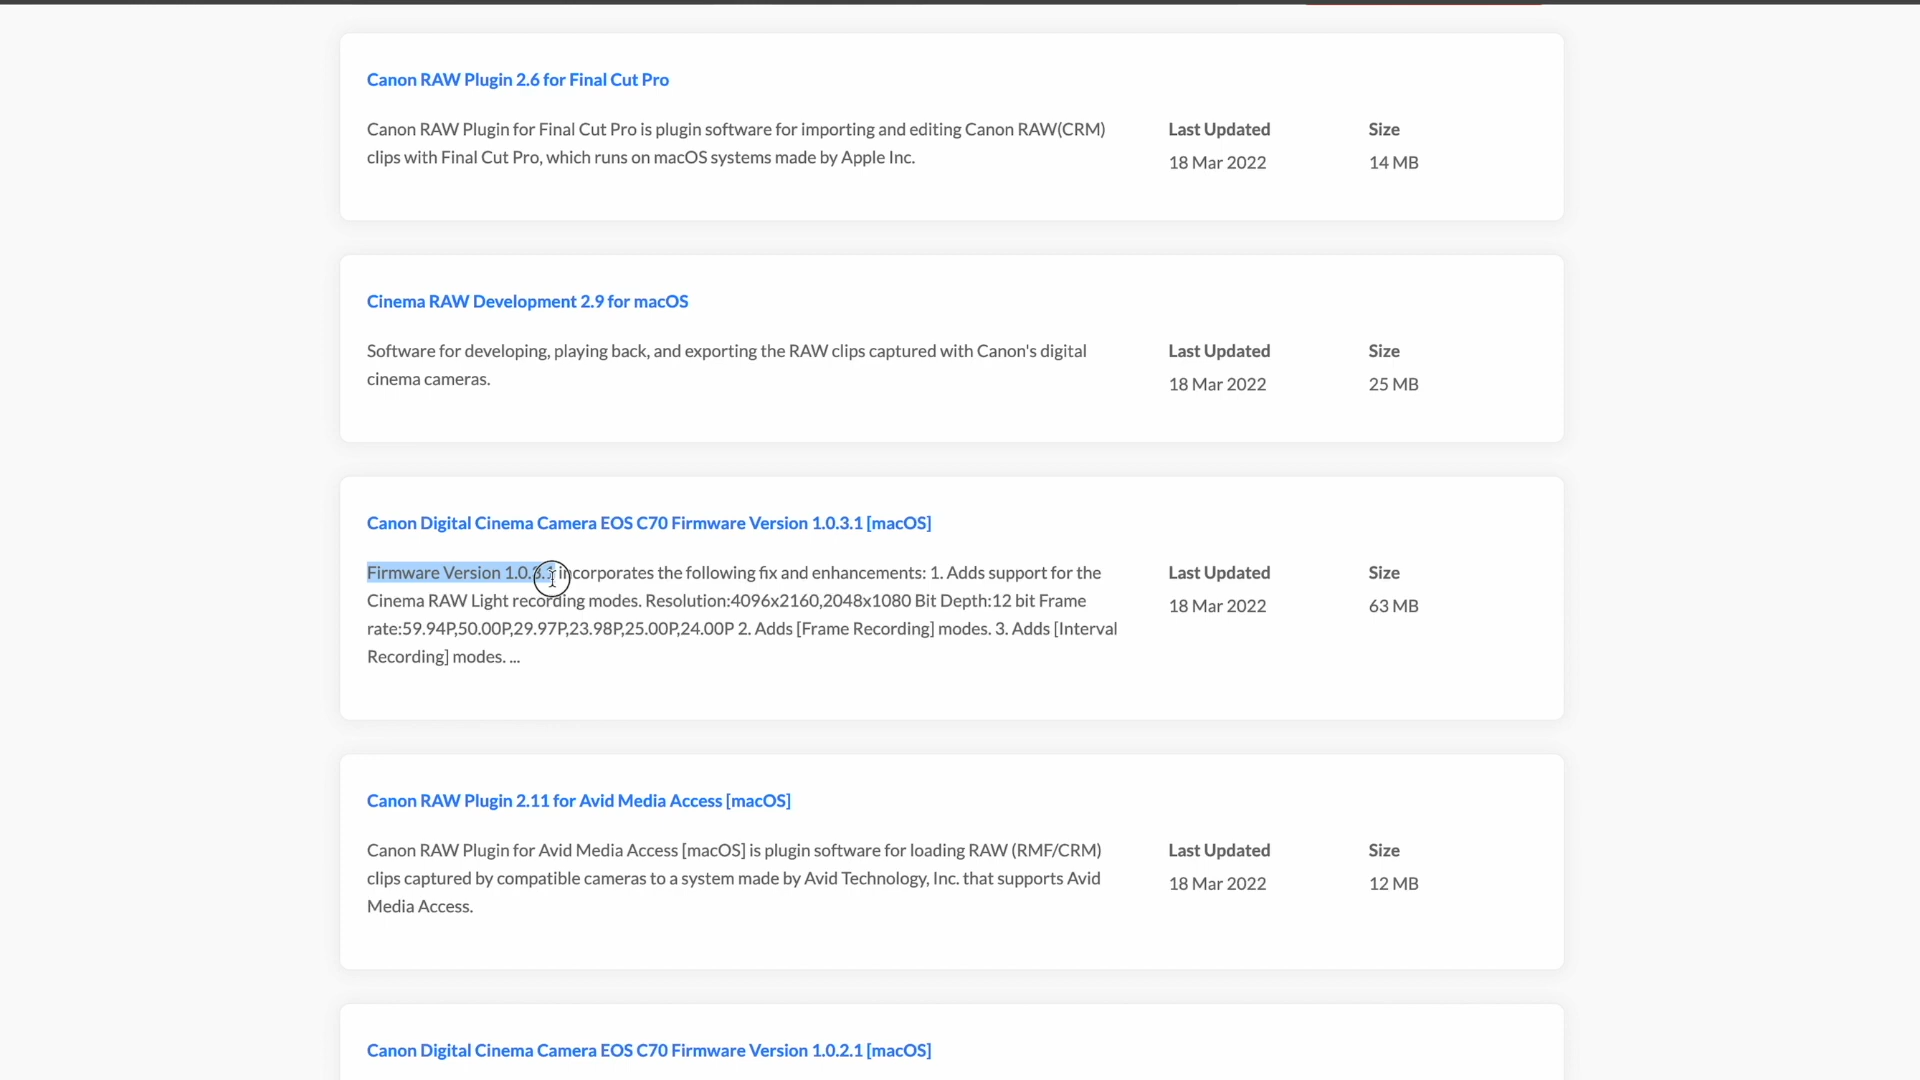 Canon RAW Plugin 2.6 for Final Cut Pro
Canon RAW Plugin for Final Cut Pro is plugin software for importing and editing Canon RAW(CRM)
clips with Final Cut Pro, which runs on macOS systems made by Apple Inc.
Last Updated
18 Mar 2022
Size
14 MB
Cinema RAW Development 2.9 for macOS
Software for developing, playing back, and exporting the RAW clips captured with Canon's digital
cinema cameras.
Last Updated
18 Mar 2022
Size
25 MB
Canon Digital Cinema Camera EOS C70 Firmware Version 1.0.3.1 [macOS]
Firmware Version 1.0.3.1 incorporates the following fix and enhancements: 1. Adds support for the
Cinema RAW Light recording modes. Resolution:4096x2160,2048x1080 Bit Depth:12 bit Frame
rate:59.94P,50.00P,29.97P,23.98P,25.00P,24.00P 2. Adds [Frame Recording] modes. 3. Adds [Interval
Recording] modes. ...
Last Updated
18 Mar 2022
Size
63 MB
Canon RAW Plugin 2.11 for Avid Media Access [macOS]
Canon RAW Plugin for Avid Media Access [macOS] is plugin software for loading RAW (RMF/CRM)
clips captured by compatible cameras to a system made by Avid Technology, Inc. that supports Avid
Media Access.
Last Updated
18 Mar 2022
Size
12 MB
Canon Digital Cinema Camera EOS C70 Firmware Version 1.0.2.1 [macOS]